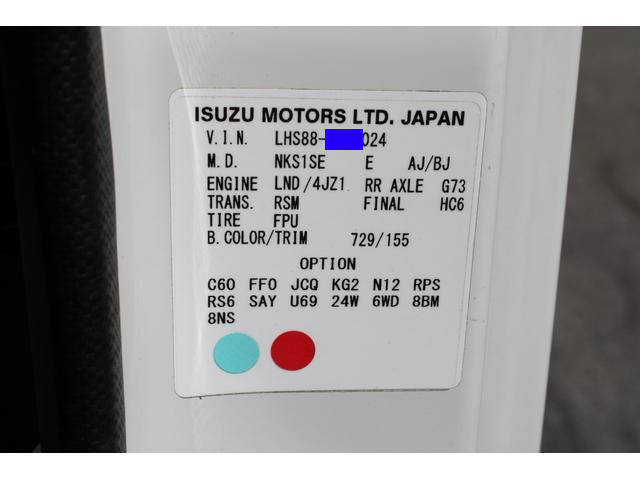 ISUZU MOTORS LTD. JAPAN
V.I.N. LHS88-024
M.D. NKS1SE E AJ/BJ
ENGINE LND/4JZ1 RR AXLE G73
TRANS. RSM FINAL HC6
TIRE FPU
B.COLOR/TRIM 729/155
OPTION
C60 FF0 JCQ KG2 N12 RPS
RS6 SAY U69 24W 6WD 8BM
8NS